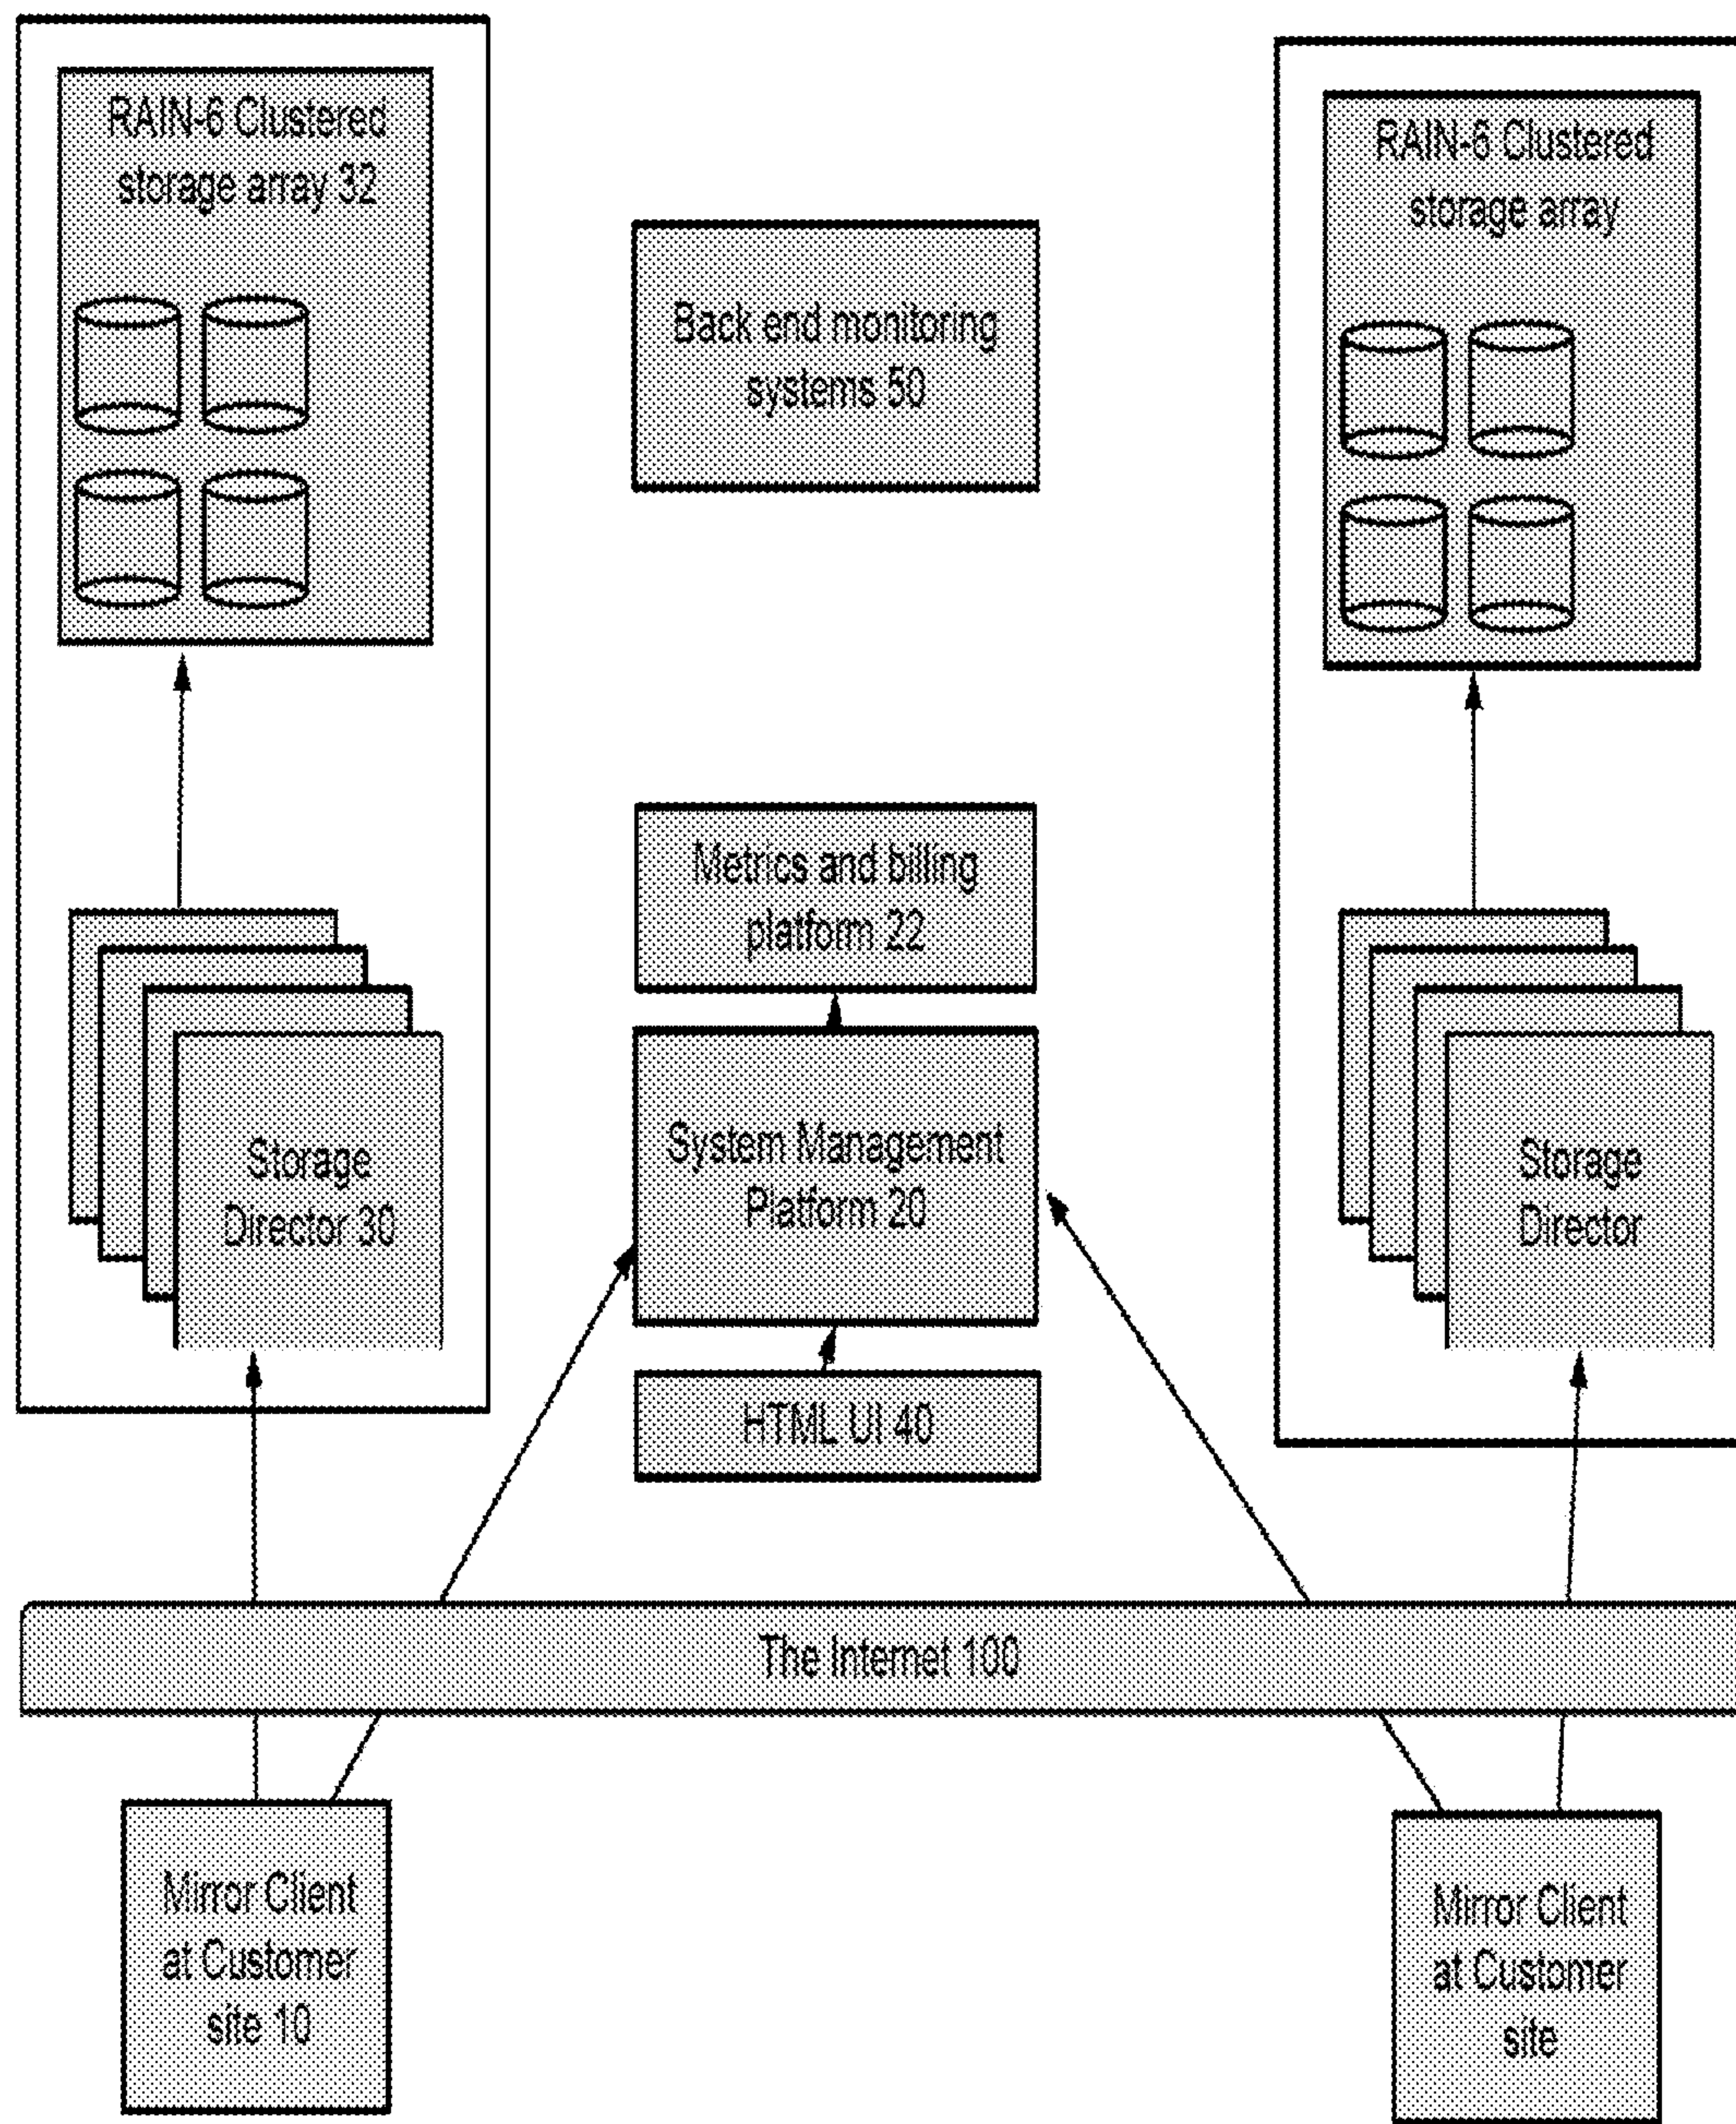 RAIN-6 Clustered
storage array 32
RAIN-6 Clustered
storage array
Back end monitoring
systems 50
Metrics and billing
platform 22
System Management
Platform 20
Storage
Director 30
Storage
Director
HTML UI 40
The Internet 100
Mirror Client
at Customer
site 10
Mirror Client
at Customer
site